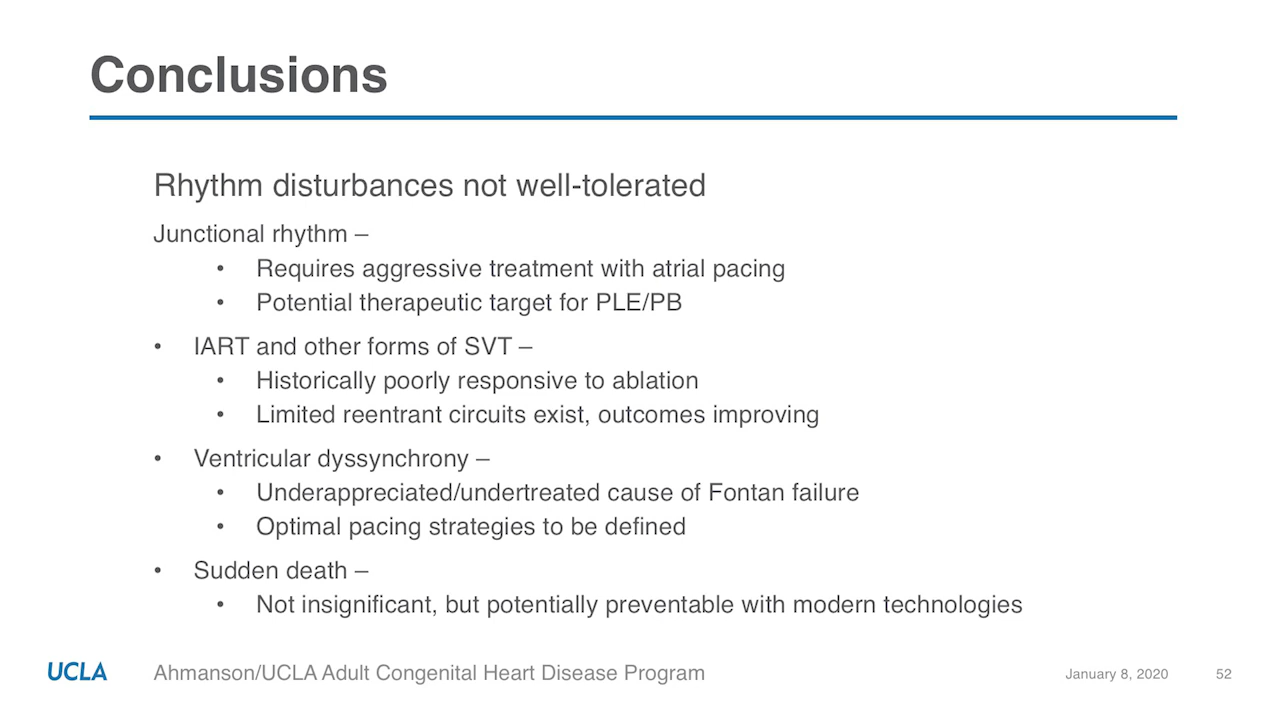 Conclusions
Rhythm disturbances not well-tolerated
Junctional rhythm –
• Requires aggressive treatment with atrial pacing
• Potential therapeutic target for PLE/PB
• IART and other forms of SVT –
• Historically poorly responsive to ablation
• Limited reentrant circuits exist, outcomes improving
• Ventricular dyssynchrony –
• Underappreciated/undertreated cause of Fontan failure
• Optimal pacing strategies to be defined
• Sudden death –
• Not insignificant, but potentially preventable with modern technologies
UCLA Ahmanson/UCLA Adult Congenital Heart Disease Program January 8, 2020 52